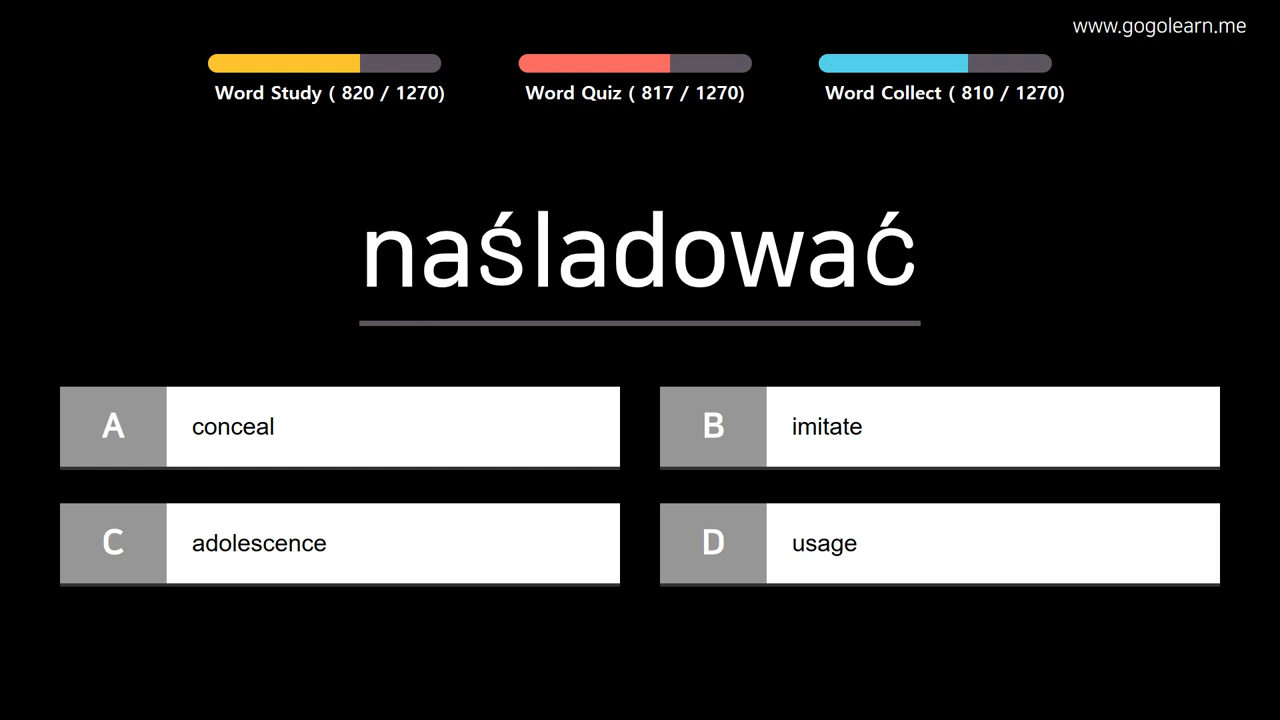 www.gogolearn.me
Word Study ( 820 / 1270)
Word Quiz ( 817 / 1270)
Word Collect ( 810 / 1270)
naśladować
A
conceal
B
imitate
C
adolescence
D
usage